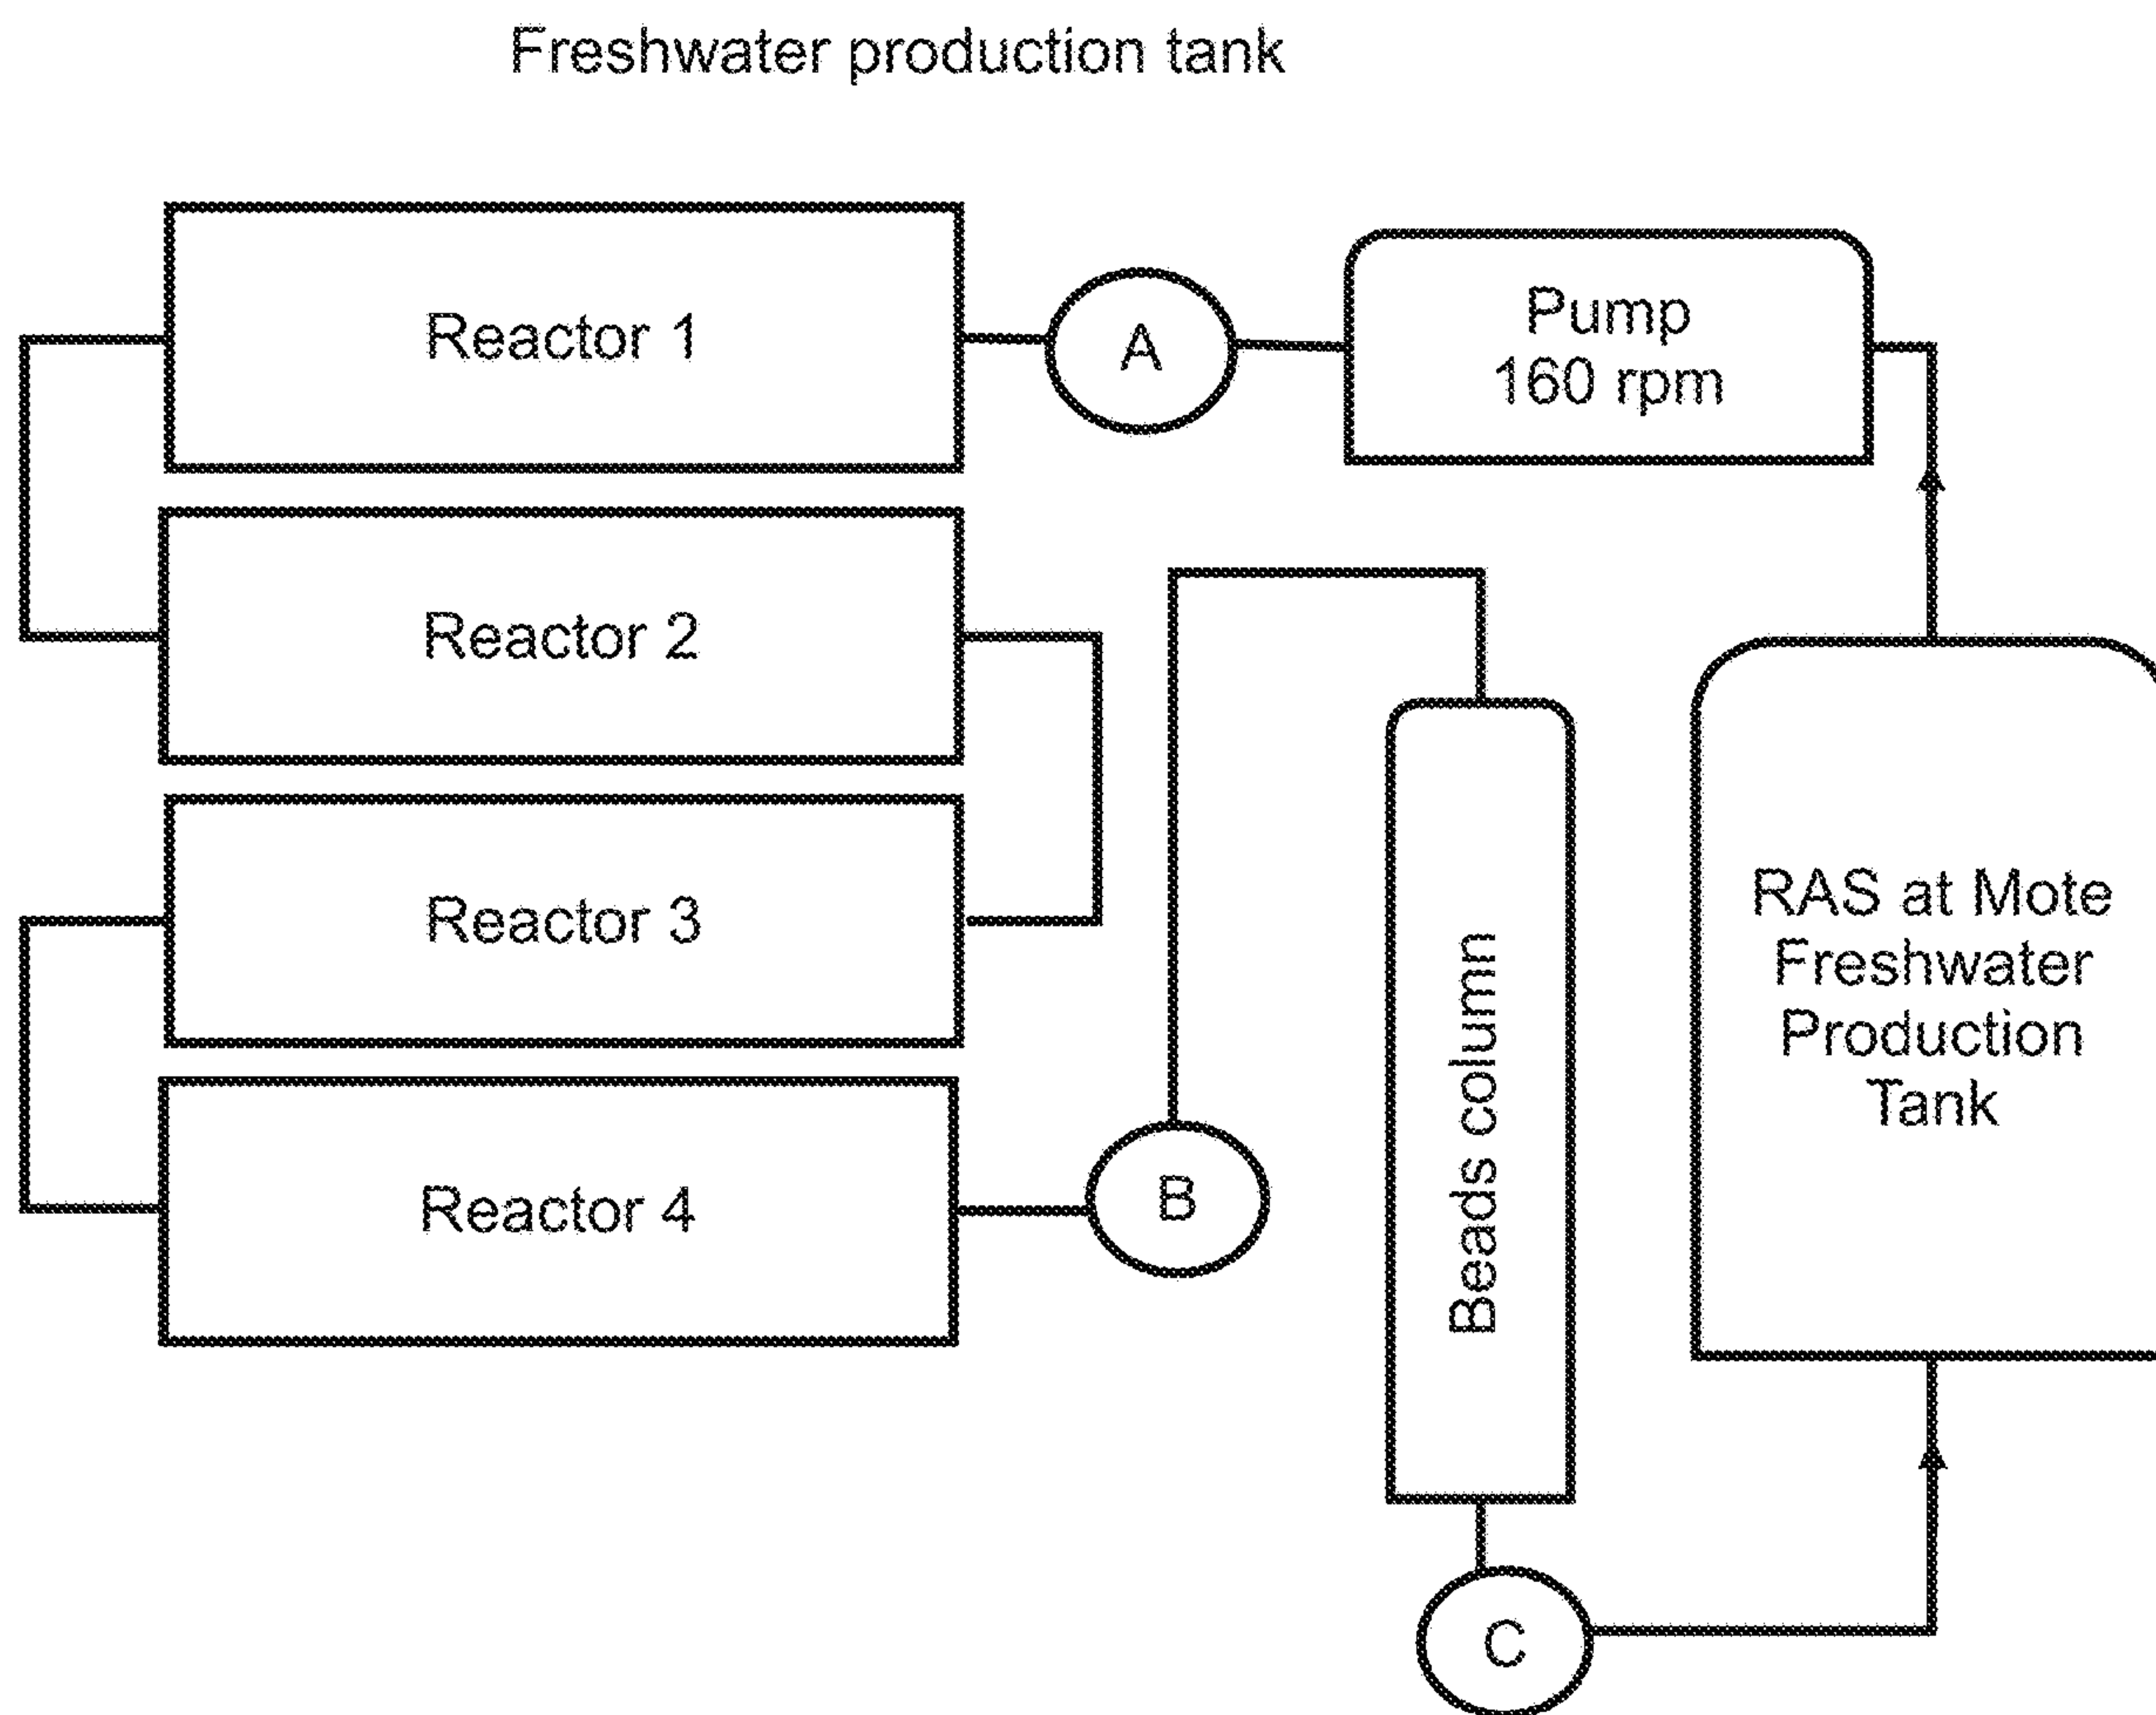 Freshwater production tank
Reactor 1
A
Pump
160 rpm
Reactor 2
Reactor 3
Reactor 4
B
Beads column
RAS at Mote
Freshwater
Production
Tank
C